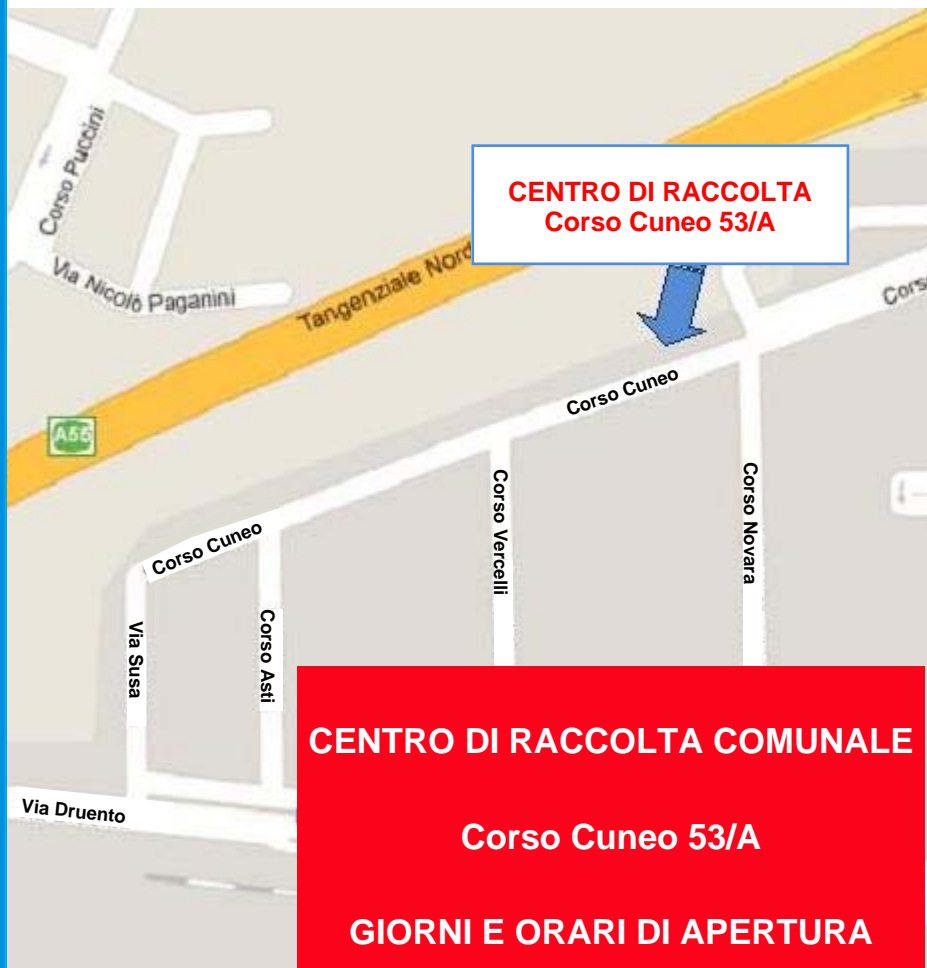 Corso Puccini
CENTRO DI RACCOLTA
Corso Cuneo 53/A
Via Nicolò Paganini
Tangenziale Nord
Corso
A55
Corso Cuneo
Corso Cuneo
Corso Vercelli
Corso Novara
Via Susa
Corso Asti
Via Druento
CENTRO DI RACCOLTA COMUNALE
Corso Cuneo 53/A
GIORNI E ORARI DI APERTURA